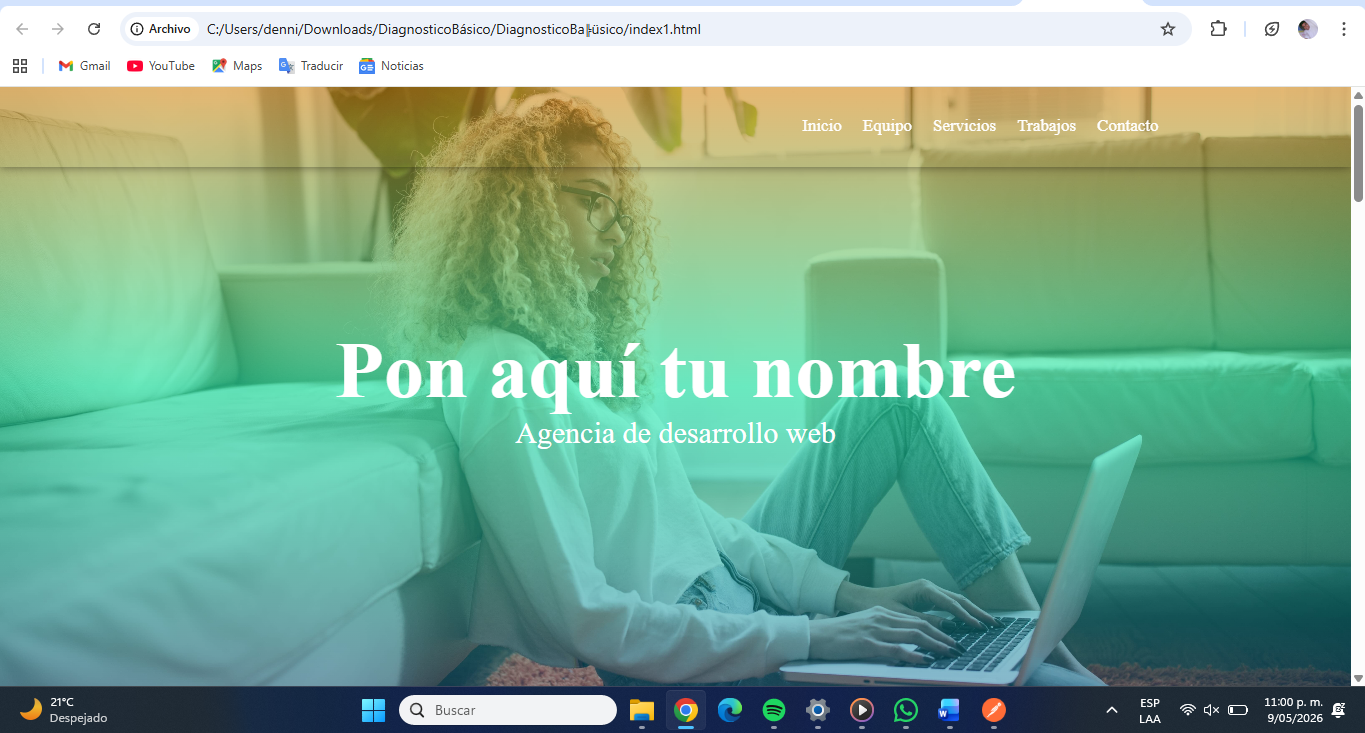 Archivo
C:/Users/denni/Downloads/DiagnosticoBásico/DiagnosticoBa╠üsico/index1.html
Gmail
YouTube
Maps
Traducir
Noticias
Inicio
Equipo
Servicios
Trabajos
Contacto
Pon aquí tu nombre
Agencia de desarrollo web
21°C
Despejado
Buscar
ESP
LAA
11:00 p. m.
9/05/2026